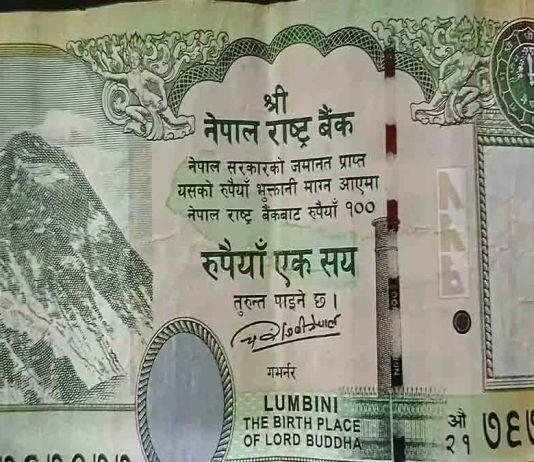 श्री
नेपाल राष्ट्र बैंक
नेपाल सरकारको जमानत प्राप्त
यसको रुपैयाँ भुक्तानी माग्न आएमा
नेपाल राष्ट्र बैंकबाट रुपैयाँ १००
रुपैयाँ एक सय
तुरुन्त पाइने छ ।
गभर्नर
LUMBINI
THE BIRTH PLACE
OF LORD BUDDHA
औ
२१